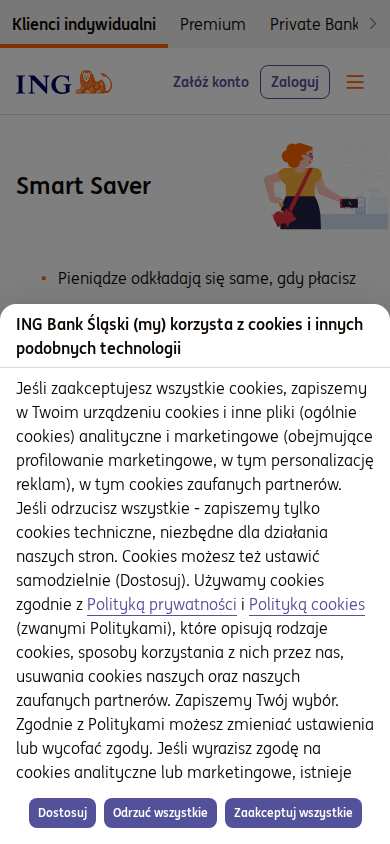 Klienci indywidualni Premium Private Bank
ING Załóż konto Zaloguj
Smart Saver
Pieniądze odkładają się same, gdy płacisz
ING Bank Śląski (my) korzysta z cookies i innych
podobnych technologii
Jeśli zaakceptujesz wszystkie cookies, zapiszemy
w Twoim urządzeniu cookies i inne pliki (ogólnie
cookies) analityczne i marketingowe (obejmujące
profilowanie marketingowe, w tym personalizację
reklam), w tym cookies zaufanych partnerów.
Jeśli odrzucisz wszystkie - zapiszemy tylko
cookies techniczne, niezbędne dla działania
naszych stron. Cookies możesz też ustawić
samodzielnie (Dostosuj). Używamy cookies
zgodnie z Polityką prywatności i Polityką cookies
(zwanymi Politykami), które opisują rodzaje
cookies, sposoby korzystania z nich przez nas,
usuwania cookies naszych oraz naszych
zaufanych partnerów. Zapiszemy Twój wybór.
Zgodnie z Politykami możesz zmieniać ustawienia
lub wycofać zgody. Jeśli wyrazisz zgodę na
cookies analityczne lub marketingowe, istnieje
Dostosuj Odrzuć wszystkie Zaakceptuj wszystkie